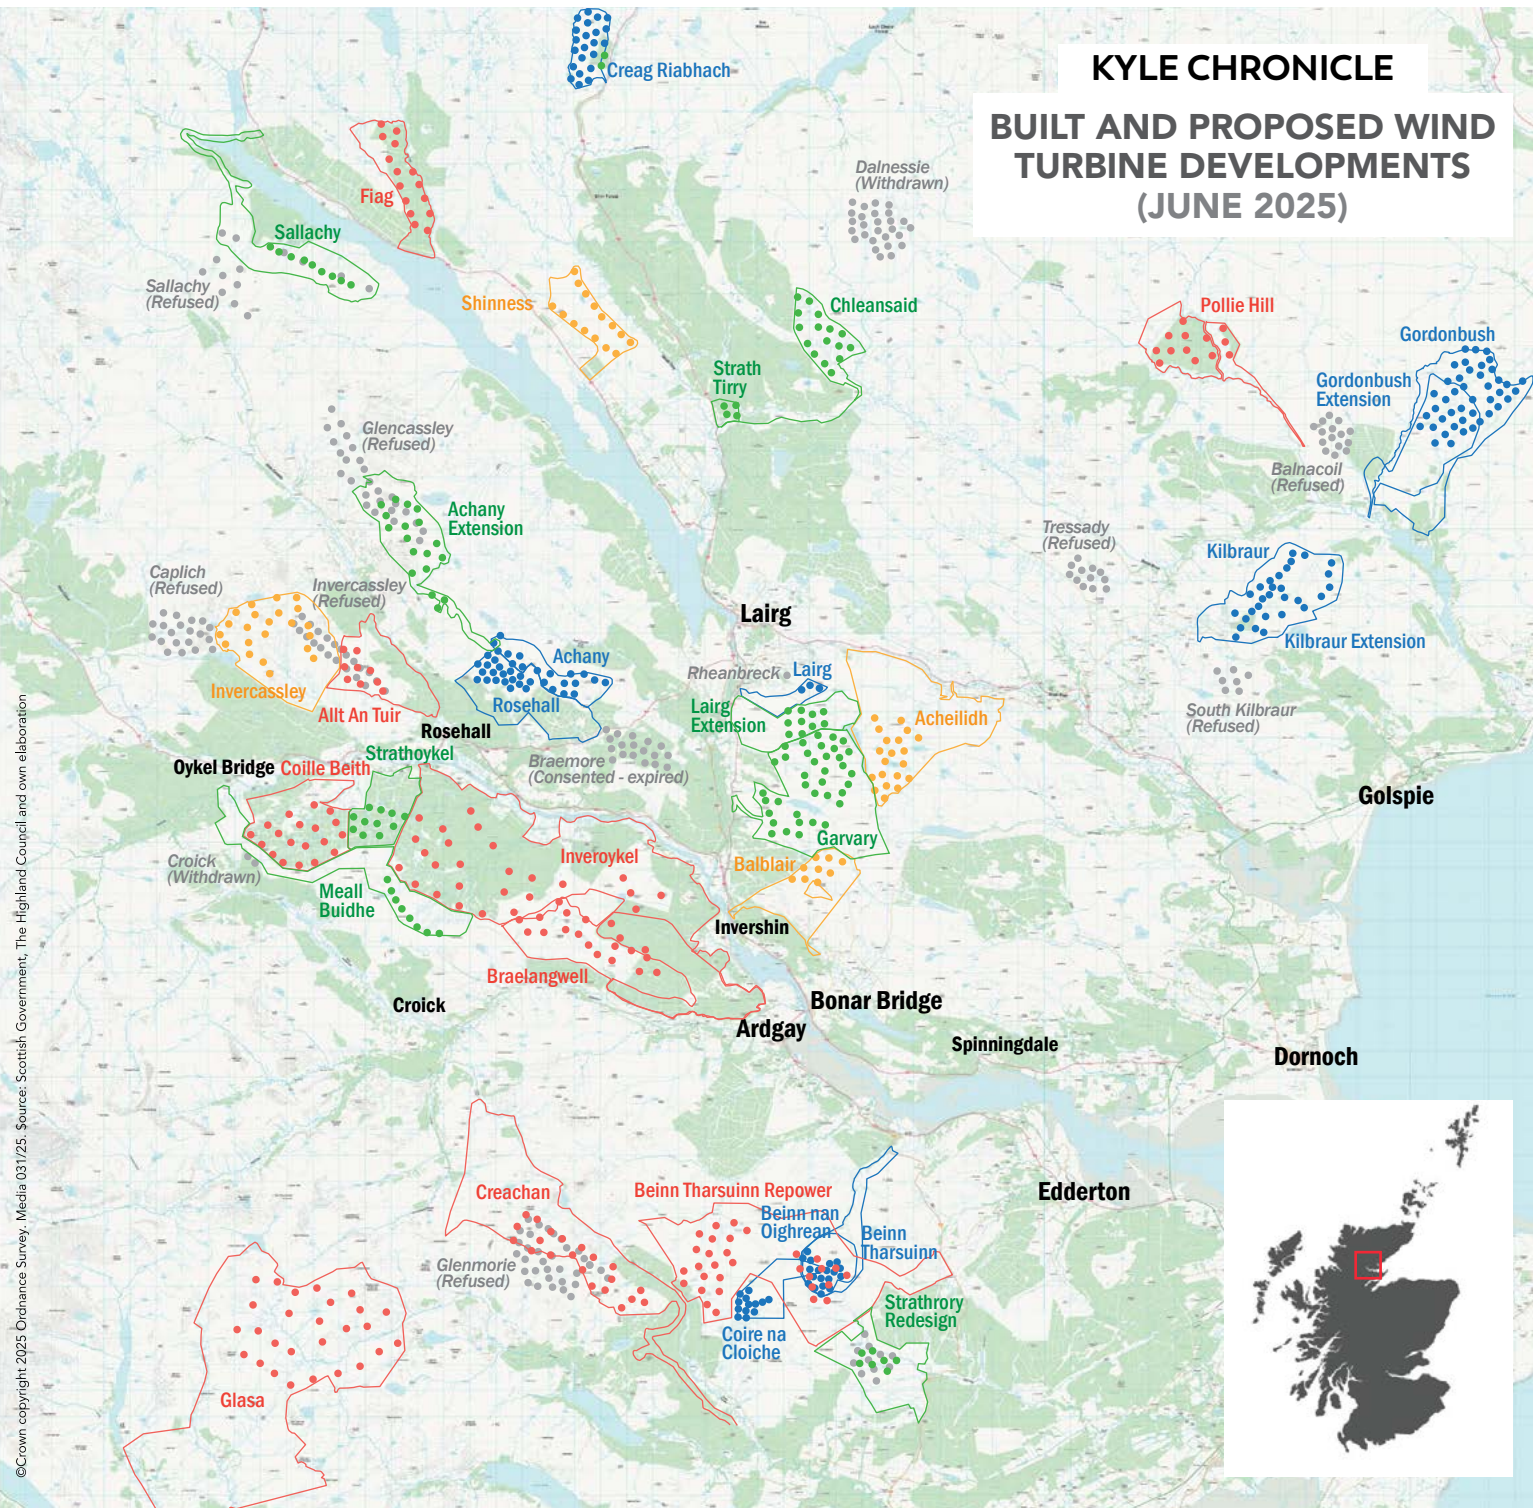 KYLE CHRONICLE
BUILT AND PROPOSED WIND
TURBINE DEVELOPMENTS
(JUNE 2025)
Creag Riabhach
Dalnessie
(Withdrawn)
Fiag
Sallachy
Sallachy
(Refused)
Shinness
Chleansaid
Pollie Hill
Gordonbush
Strath
Tirry
Gordonbush
Extension
Glencassley
(Refused)
Balnacoil
(Refused)
Achany
Extension
Tressady
(Refused)
Kilbraur
Caplich
(Refused)
Invercassley
(Refused)
Lairg
Kilbraur Extension
Achany
Rheanbreck
Lairg
Invercassley
Rosehall
Allt An Tuir
Lairg
Extension
Acheilidh
South Kilbraur
(Refused)
Rosehall
Strathoykel
Oykel Bridge
Coille Beith
Braemore
(Consented - expired)
Golspie
Garvary
Inveroykel
Balblair
Croick
(Withdrawn)
Meall
Buidhe
Invershin
Braelangwell
Croick
Bonar Bridge
Ardgay
Spinningdale
Dornoch
Creachan
Beinn Tharsuinn Repower
Edderton
Beinn nan
Oighrean
Beinn
Tharsuinn
Glenmorie
(Refused)
Strathrory
Redesign
Coire na
Cloiche
Glasa
©Crown copyright 2025 Ordnance Survey. Media 031/25. Source: Scottish Government, The Highland Council and own elaboration